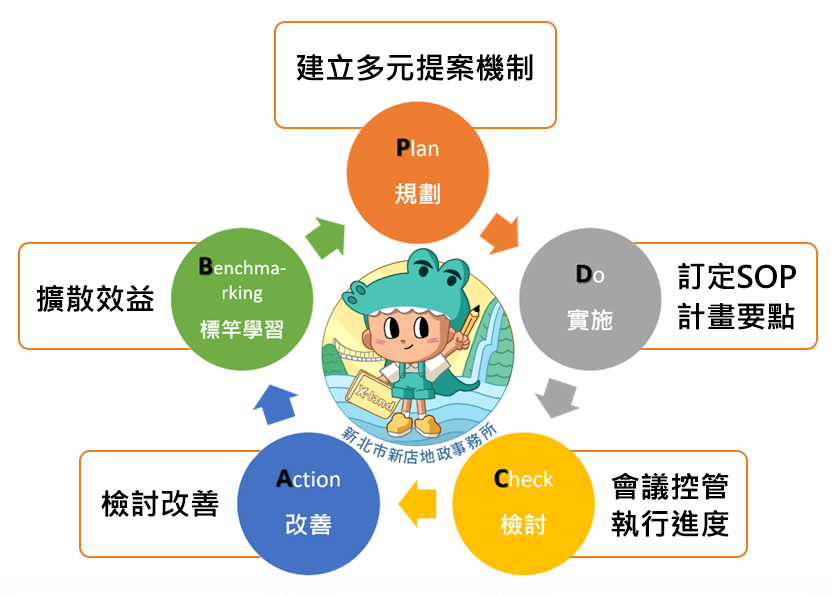 建立多元提案機制
Plan
規劃
Do
實施
訂定SOP
計畫要點
Check
檢討
會議控管
執行進度
Action
改善
檢討改善
Benchma-
rking
標竿學習
擴散效益
X-land
新北市新店地政事務所